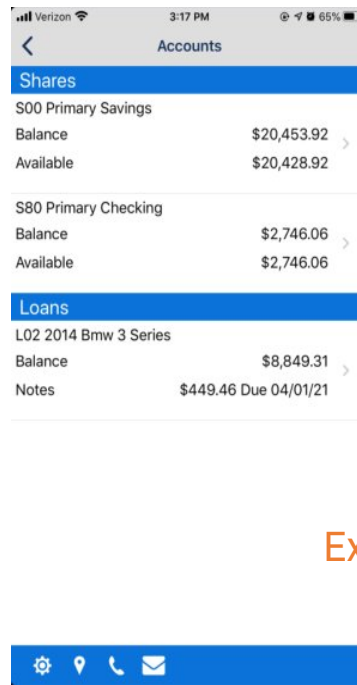 Verizon 3:17 PM 65%
Accounts
Shares
S00 Primary Savings
Balance $20,453.92
Available $20,428.92
S80 Primary Checking
Balance $2,746.06
Available $2,746.06
Loans
L02 2014 Bmw 3 Series
Balance $8,849.31
Notes $449.46 Due 04/01/21
Ex